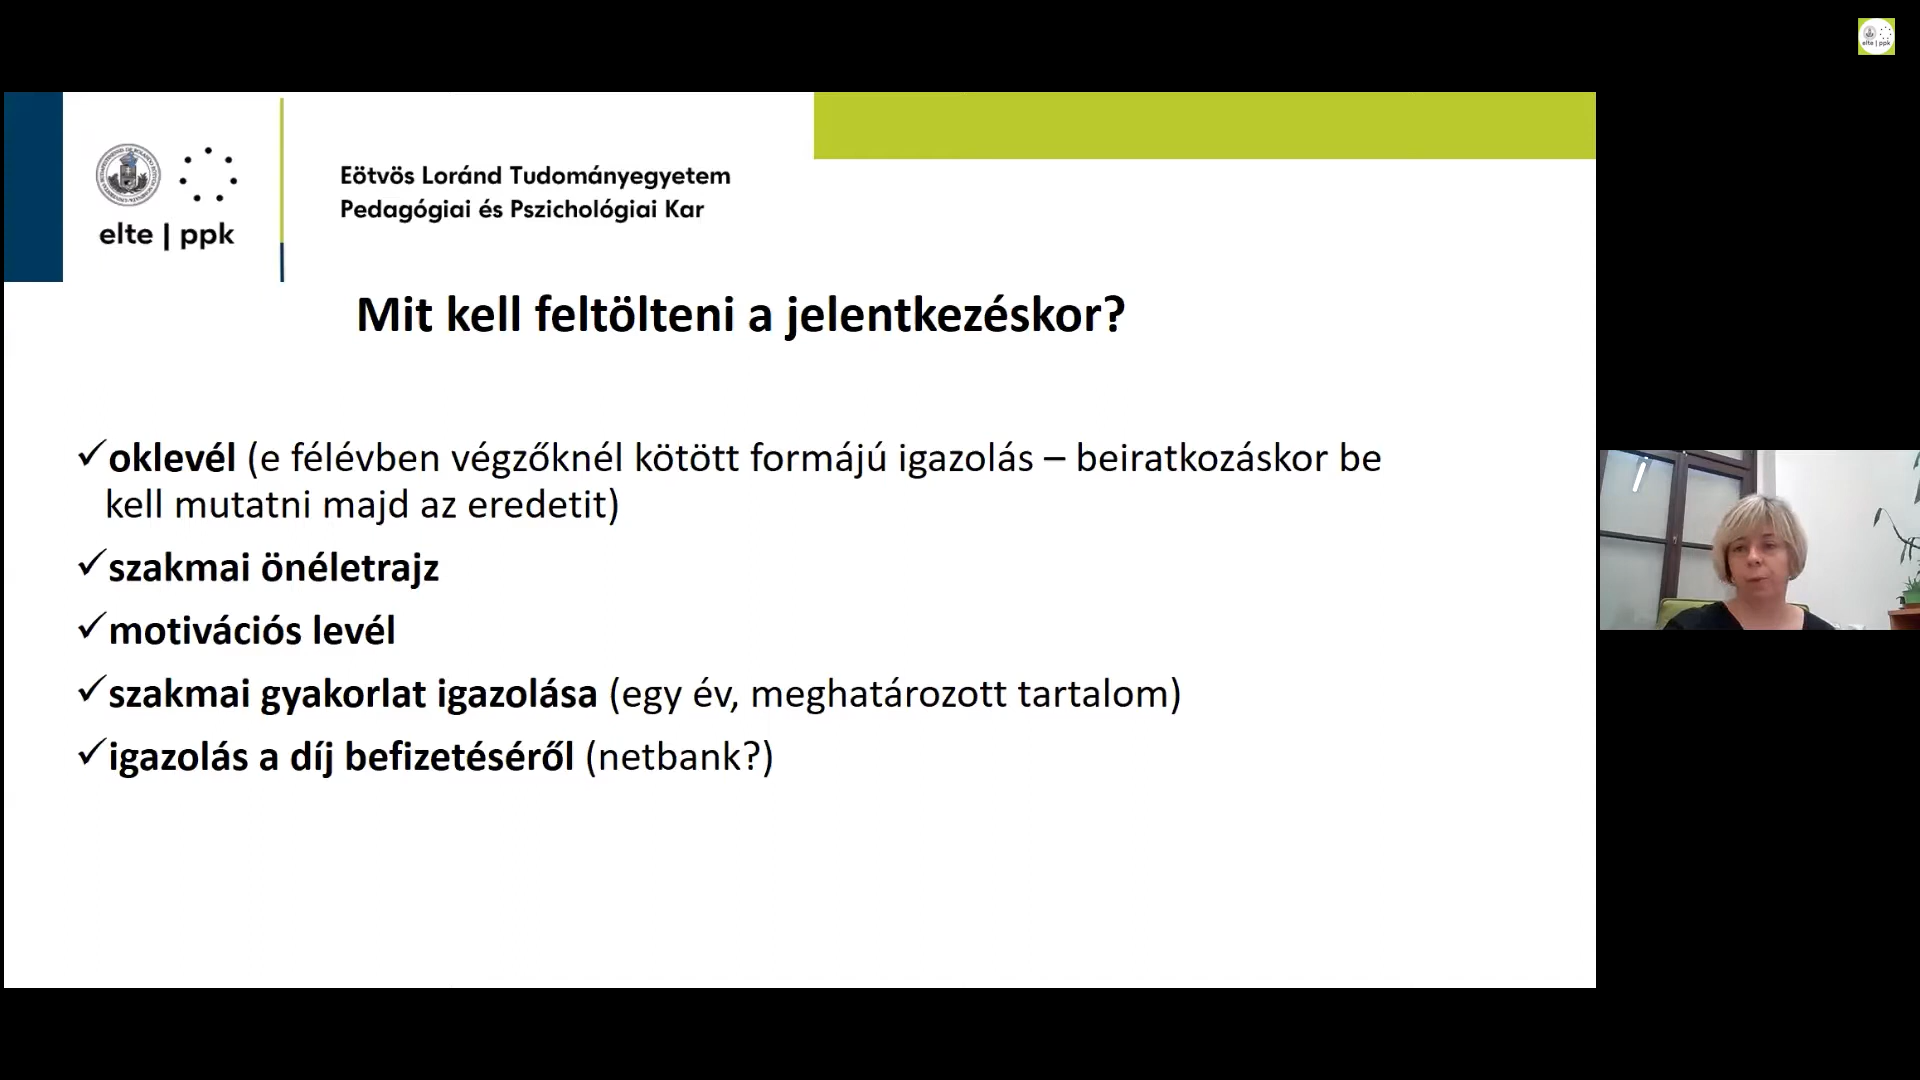 elte | ppk
elte | ppk
Eötvös Loránd Tudományegyetem
Pedagógiai és Pszichológiai Kar
Mit kell feltölteni a jelentkezéskor?
✓oklevél (e félévben végzőknél kötött formájú igazolás – beiratkozáskor be
kell mutatni majd az eredetit)
✓szakmai önéletrajz
✓motivációs levél
✓szakmai gyakorlat igazolása (egy év, meghatározott tartalom)
✓igazolás a díj befizetéséről (netbank?)